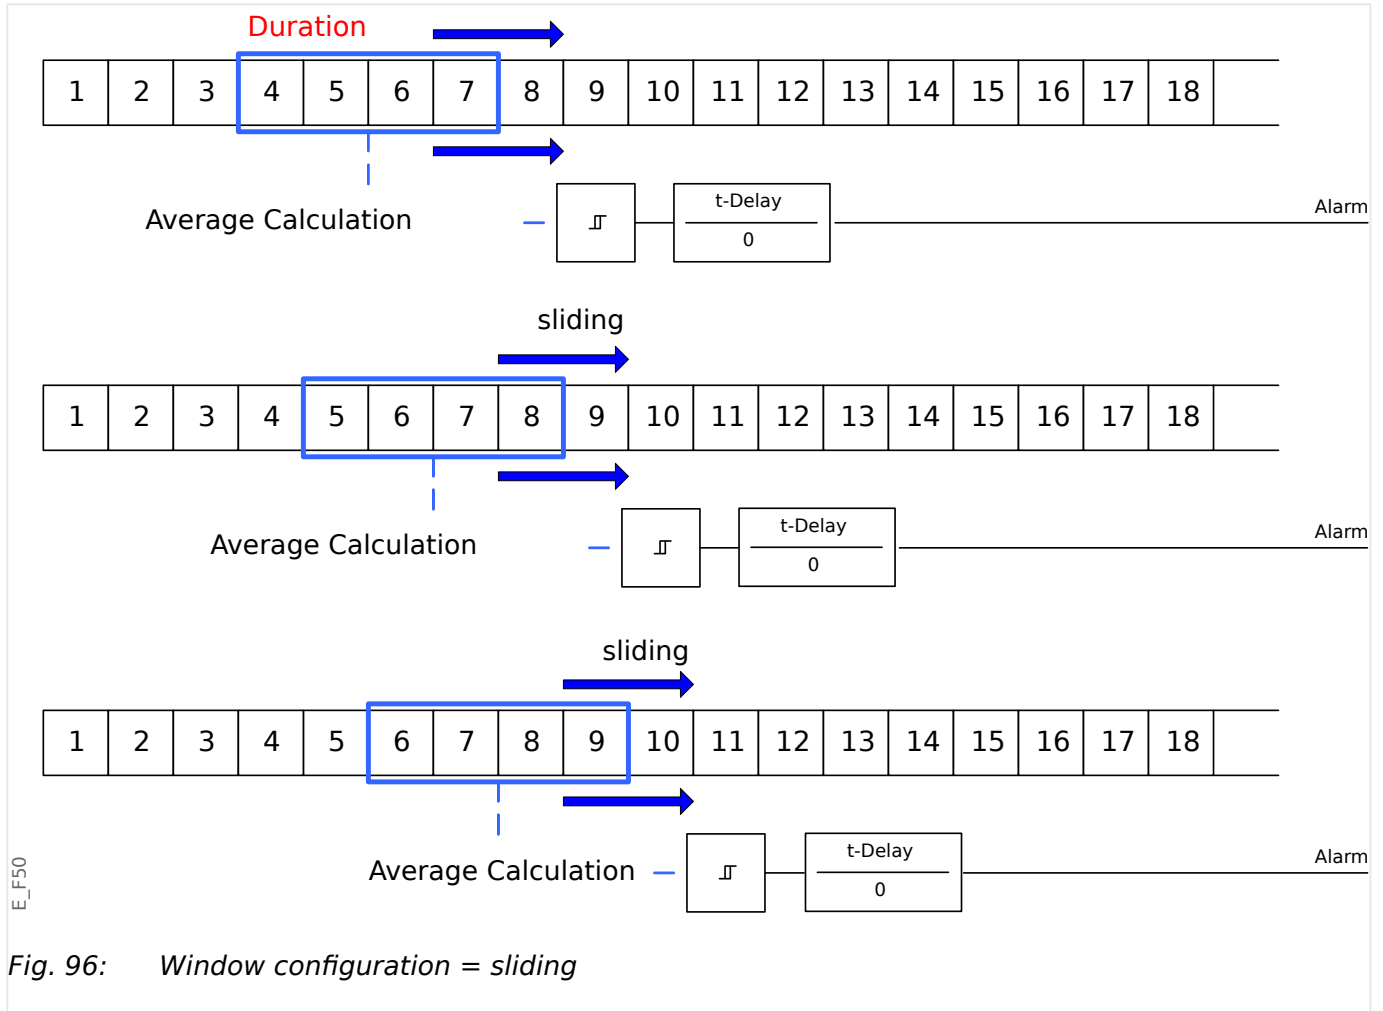 Duration
1 2 3 4 5 6 7 8 9 10 11 12 13 14 15 16 17 18
t-Delay
Alarm
Average Calculation
0
sliding
1 2 3 4 5 6 7 8 9 10 11 12 13 14 15 16 17 18
t-Delay
Alarm
Average Calculation
0
sliding
1 2 3 4 5 6 7 8 9 10 11 12 13 14 15 16 17 18
t-Delay
Alarm
Average Calculation
0
E_F50
Fig. 96: Window configuration = sliding